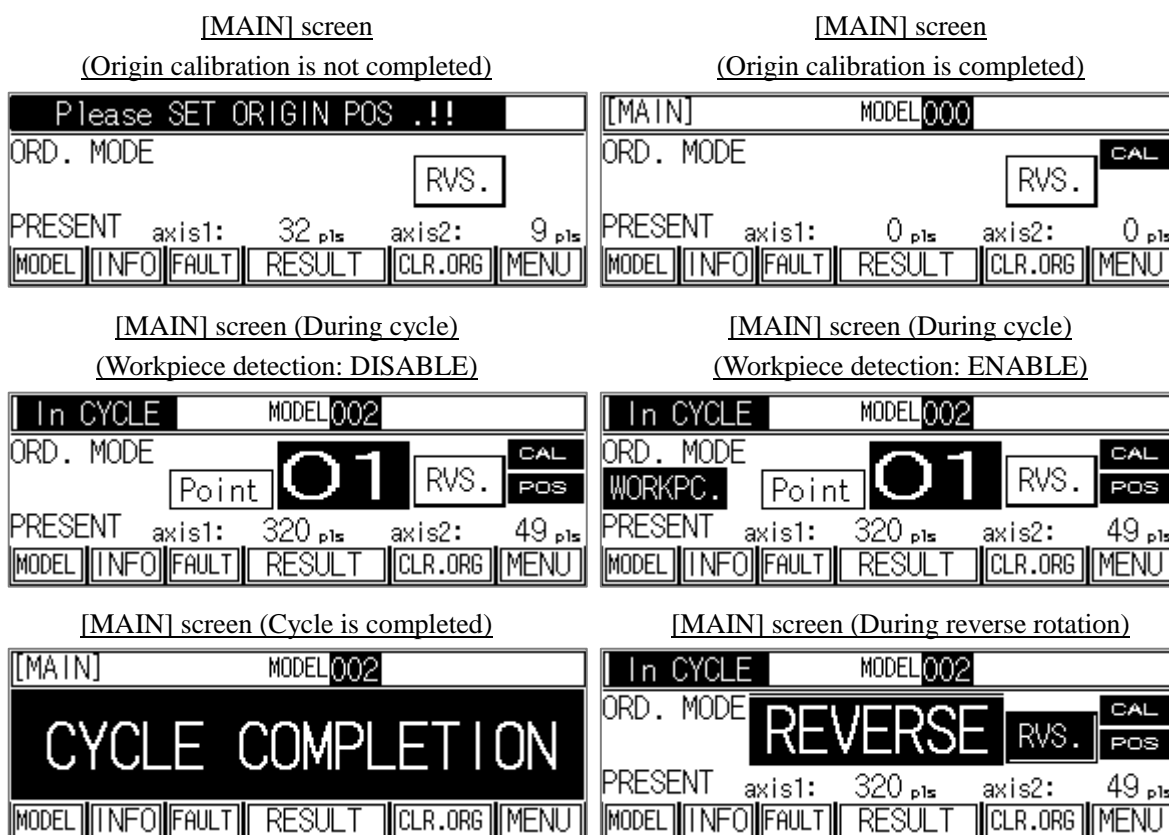 [MAIN] screen
(Origin calibration is not completed)
Please SET ORIGIN POS .!!
ORD. MODE
RVS.
PRESENT axis1: 32 pls axis2: 9 pls
MODEL INFO FAULT RESULT CLR.ORG MENU
[MAIN] screen
(Origin calibration is completed)
[MAIN] MODEL 000
ORD. MODE CAL
RVS.
PRESENT axis1: 0 pls axis2: 0 pls
MODEL INFO FAULT RESULT CLR.ORG MENU
[MAIN] screen (During cycle)
(Workpiece detection: DISABLE)
In CYCLE MODEL 002
ORD. MODE CAL
Point 01 RVS. POS
PRESENT axis1: 320 pls axis2: 49 pls
MODEL INFO FAULT RESULT CLR.ORG MENU
[MAIN] screen (During cycle)
(Workpiece detection: ENABLE)
In CYCLE MODEL 002
ORD. MODE CAL
WORKPC. Point 01 RVS. POS
PRESENT axis1: 320 pls axis2: 49 pls
MODEL INFO FAULT RESULT CLR.ORG MENU
[MAIN] screen (Cycle is completed)
[MAIN] MODEL 002
CYCLE COMPLETION
MODEL INFO FAULT RESULT CLR.ORG MENU
[MAIN] screen (During reverse rotation)
In CYCLE MODEL 002
ORD. MODE CAL
REVERSE RVS. POS
PRESENT axis1: 320 pls axis2: 49 pls
MODEL INFO FAULT RESULT CLR.ORG MENU